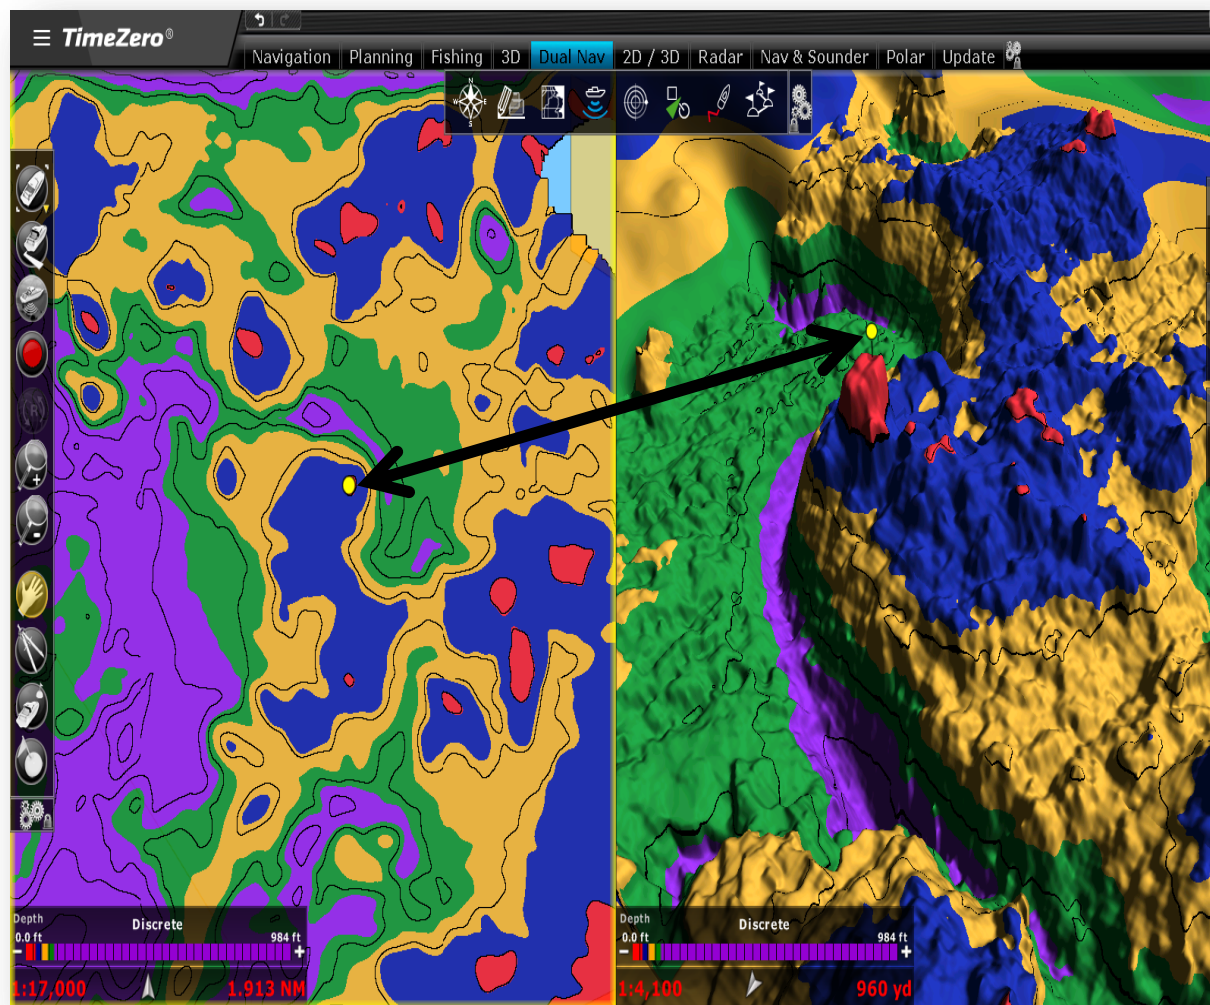 TimeZero®
Navigation Planning Fishing 3D Dual Nav 2D / 3D Radar Nav & Sounder Polar Update
N
W E
S
R
Depth
Discrete
0.0 ft 984 ft
- +
1:17,000 1.913 NM
Depth
Discrete
0.0 ft 984 ft
- +
1:4,100 960 yd